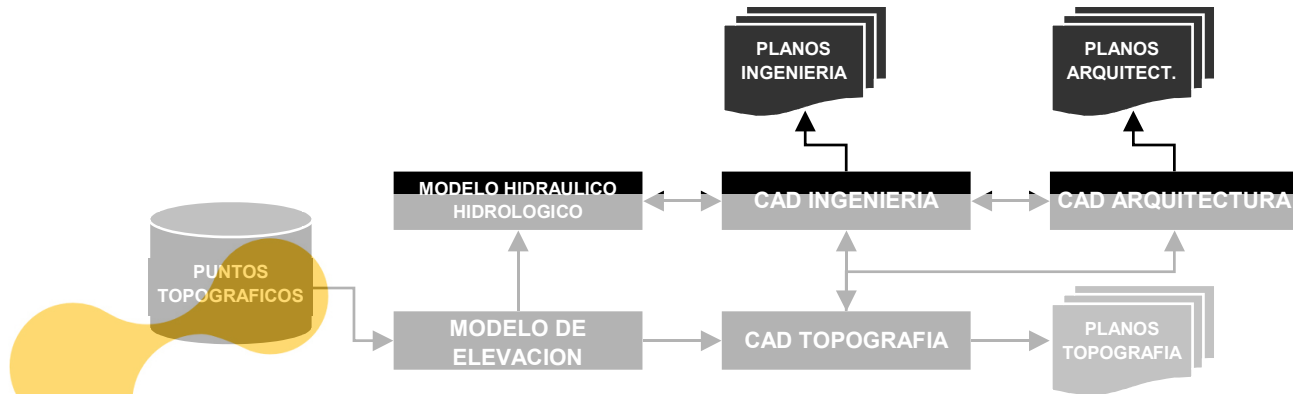 PLANOS
INGENIERIA
PLANOS
ARQUITECT.
MODELO HIDRAULICO
HIDROLOGICO
CAD INGENIERIA
CAD ARQUITECTURA
PUNTOS
TOPOGRAFICOS
MODELO DE
ELEVACION
CAD TOPOGRAFIA
PLANOS
TOPOGRAFIA